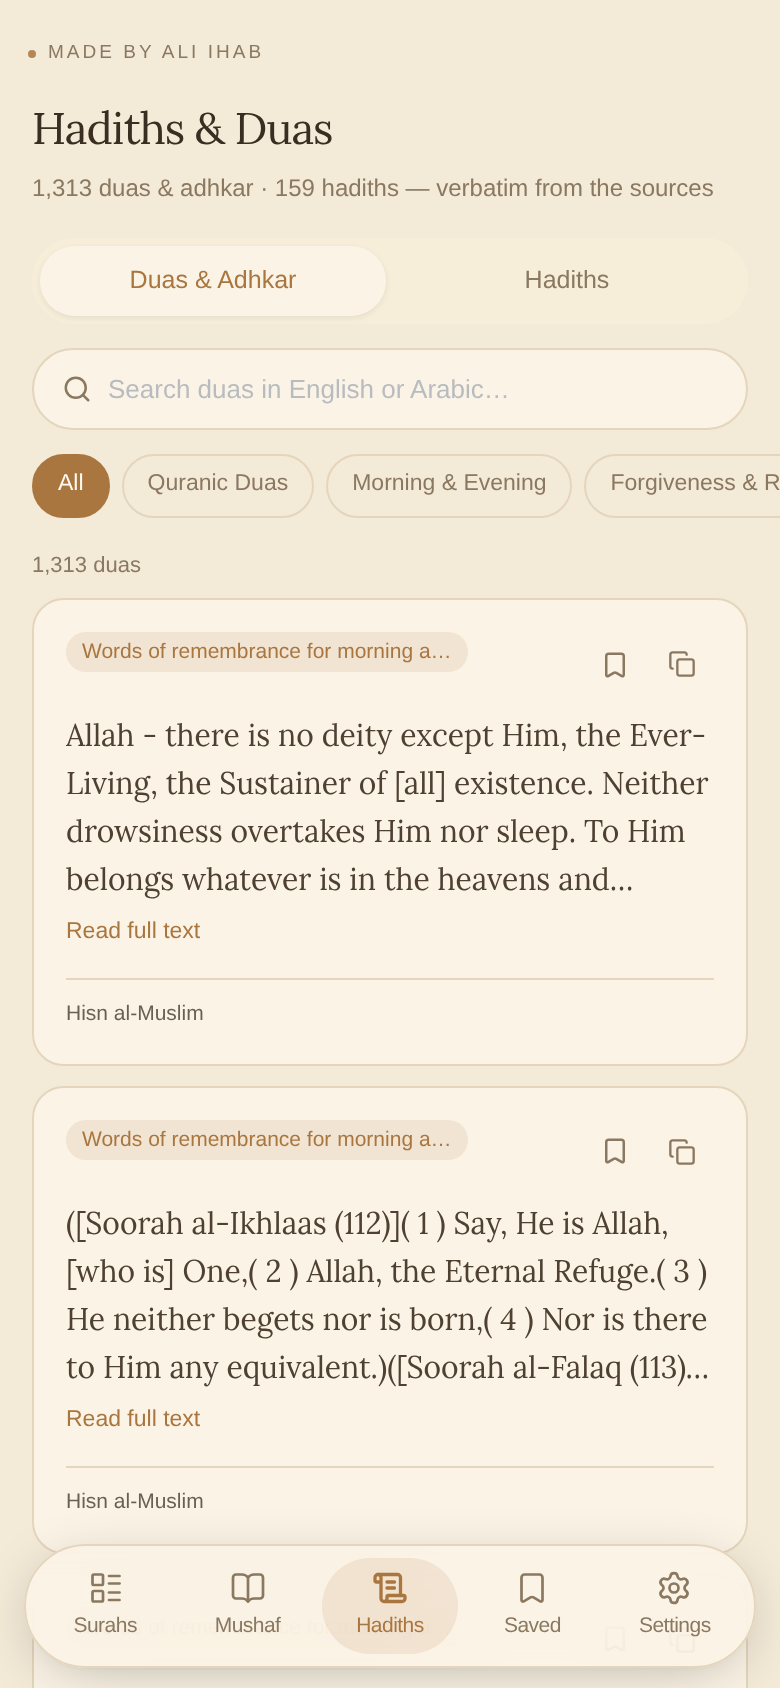 MADE BY ALI IHAB
Hadiths & Duas
1,313 duas & adhkar · 159 hadiths — verbatim from the sources
Duas & Adhkar
Hadiths
Search duas in English or Arabic…
All
Quranic Duas
Morning & Evening
Forgiveness & R
1,313 duas
Words of remembrance for morning a…
Allah - there is no deity except Him, the Ever-
Living, the Sustainer of [all] existence. Neither
drowsiness overtakes Him nor sleep. To Him
belongs whatever is in the heavens and…
Read full text
Hisn al-Muslim
Words of remembrance for morning a…
([Soorah al-Ikhlaas (112)]( 1 ) Say, He is Allah,
[who is] One,( 2 ) Allah, the Eternal Refuge.( 3 )
He neither begets nor is born,( 4 ) Nor is there
to Him any equivalent.)([Soorah al-Falaq (113)…
Read full text
Hisn al-Muslim
Surahs
Mushaf
Hadiths
Saved
Settings